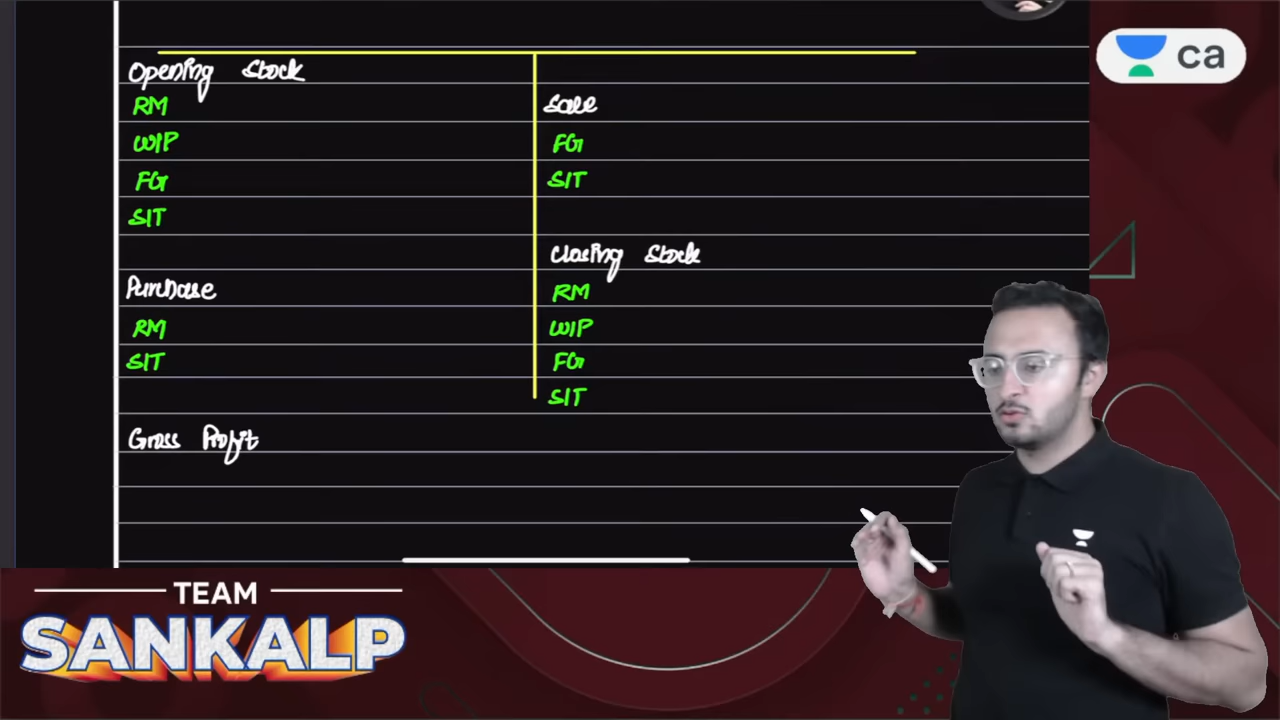 Opening Stock
RM
WIP
FG
SIT
Purchase
RM
SIT
Gross Profit
Sale
FG
SIT
Closing Stock
RM
WIP
FG
SIT
ca
TEAM
SANKALP